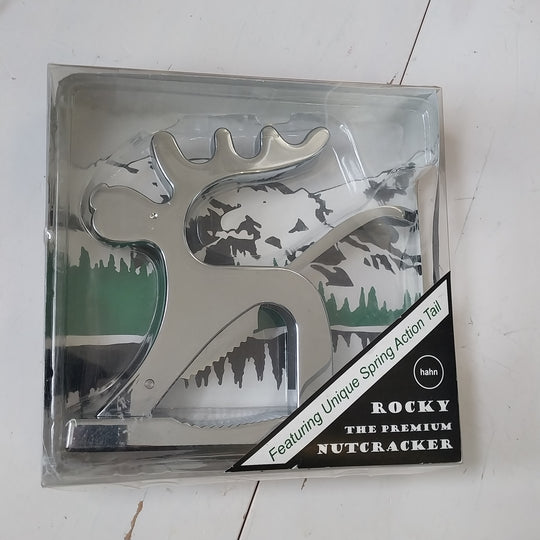 Featuring Unique Spring Action Tail
hahn
ROCKY
THE PREMIUM
NUTCRACKER